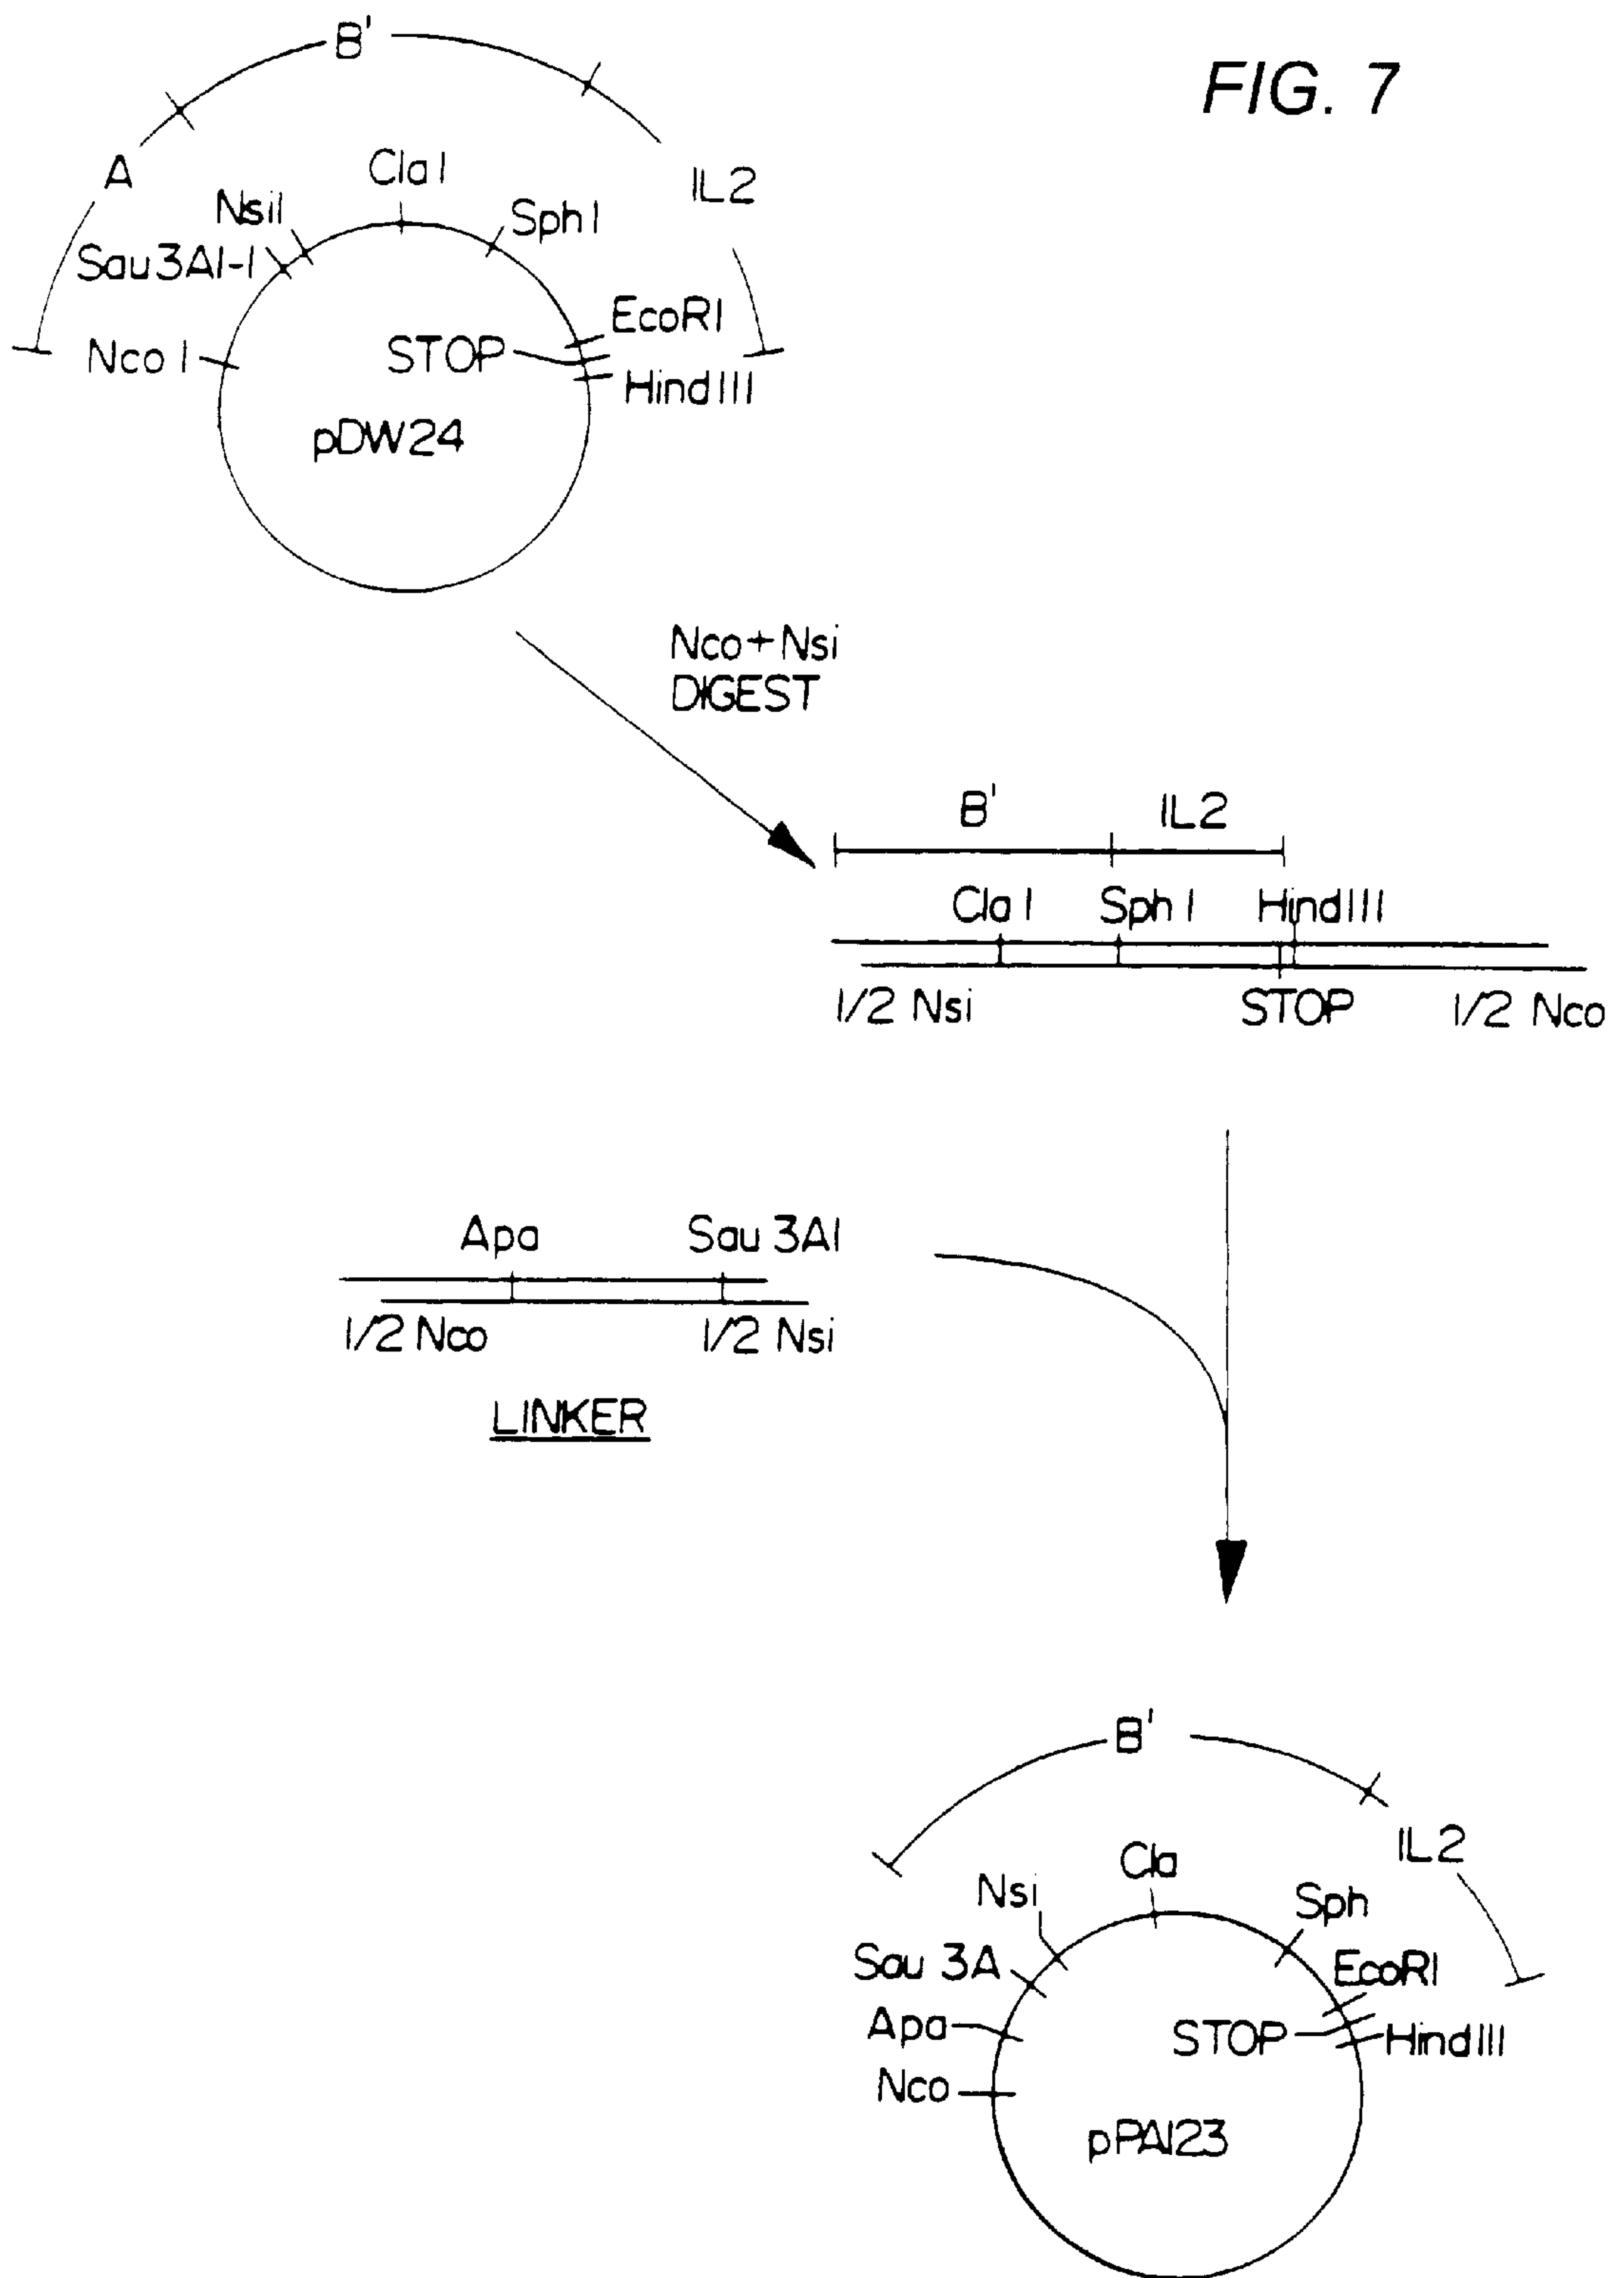 FIG. 7
B'
A
IL2
Cla I
NsiI
Sph I
Sau3AI-I
EcoRI
Nco I
STOP
HindIII
pDW24
Nco+Nsi
DIGEST
B'
IL2
Cla I
Sph I
HindIII
1/2 Nsi
STOP
1/2 Nco
Apa
Sau 3AI
1/2 Nco
1/2 Nsi
LINKER
B'
IL2
Cla
Nsi
Sph
Sau 3A
EcoRI
Apa
STOP
HindIII
Nco
pPA123